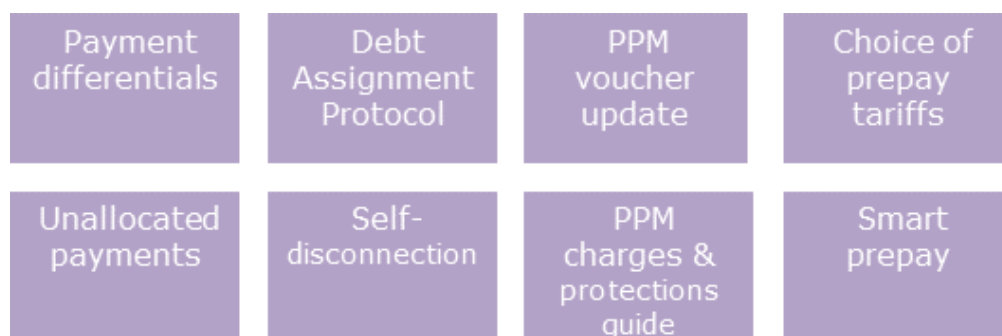 Payment
differentials
Debt
Assignment
Protocol
PPM
voucher
update
Choice of
prepay
tariffs
Unallocated
payments
Self-
disconnection
PPM
charges &
protections
guide
Smart
prepay